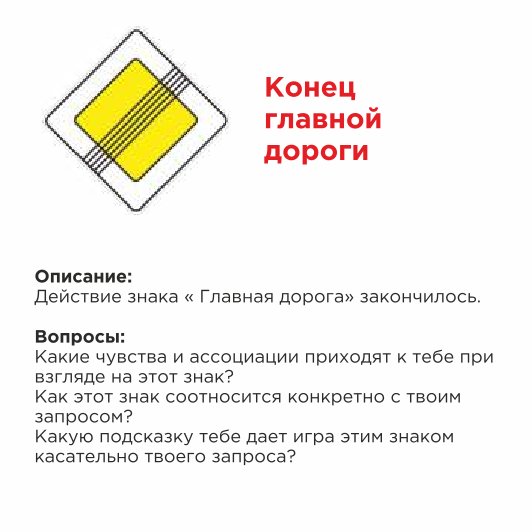 Конец
главной
дороги
Описание:
Действие знака « Главная дорога» закончилось.
Вопросы:
Какие чувства и ассоциации приходят к тебе при
взгляде на этот знак?
Как этот знак соотносится конкретно с твоим
запросом?
Какую подсказку тебе дает игра этим знаком
касательно твоего запроса?